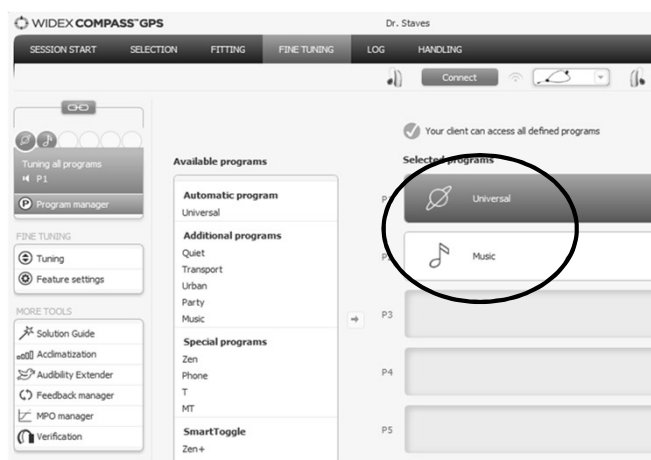 WIDEX COMPASS™GPS
Dr. Staves
SESSION START SELECTION FITTING FINE TUNING LOG HANDLING
Connect
Your client can access all defined programs
Tuning all programs
P1
Program manager
FINE TUNING
Tuning
Feature settings
MORE TOOLS
Solution Guide
Acclimatization
Audibility Extender
Feedback manager
MPO manager
Verification
Available programs
Automatic program
Universal
Additional programs
Quiet
Transport
Urban
Party
Music
Special programs
Zen
Phone
T
MT
SmartToggle
Zen+
Selected programs
Universal
Music
P3
P4
P5